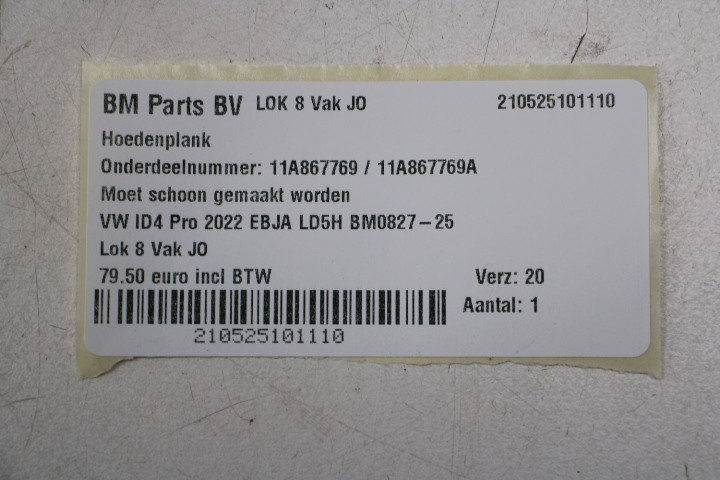 BM Parts BV LOK 8 Vak JO 210525101110
Hoedenplank
Onderdeelnummer: 11A867769 / 11A867769A
Moet schoon gemaakt worden
VW ID4 Pro 2022 EBJA LD5H BM0827-25
Lok 8 Vak JO
79.50 euro incl BTW Verz: 20
Aantal: 1
210525101110